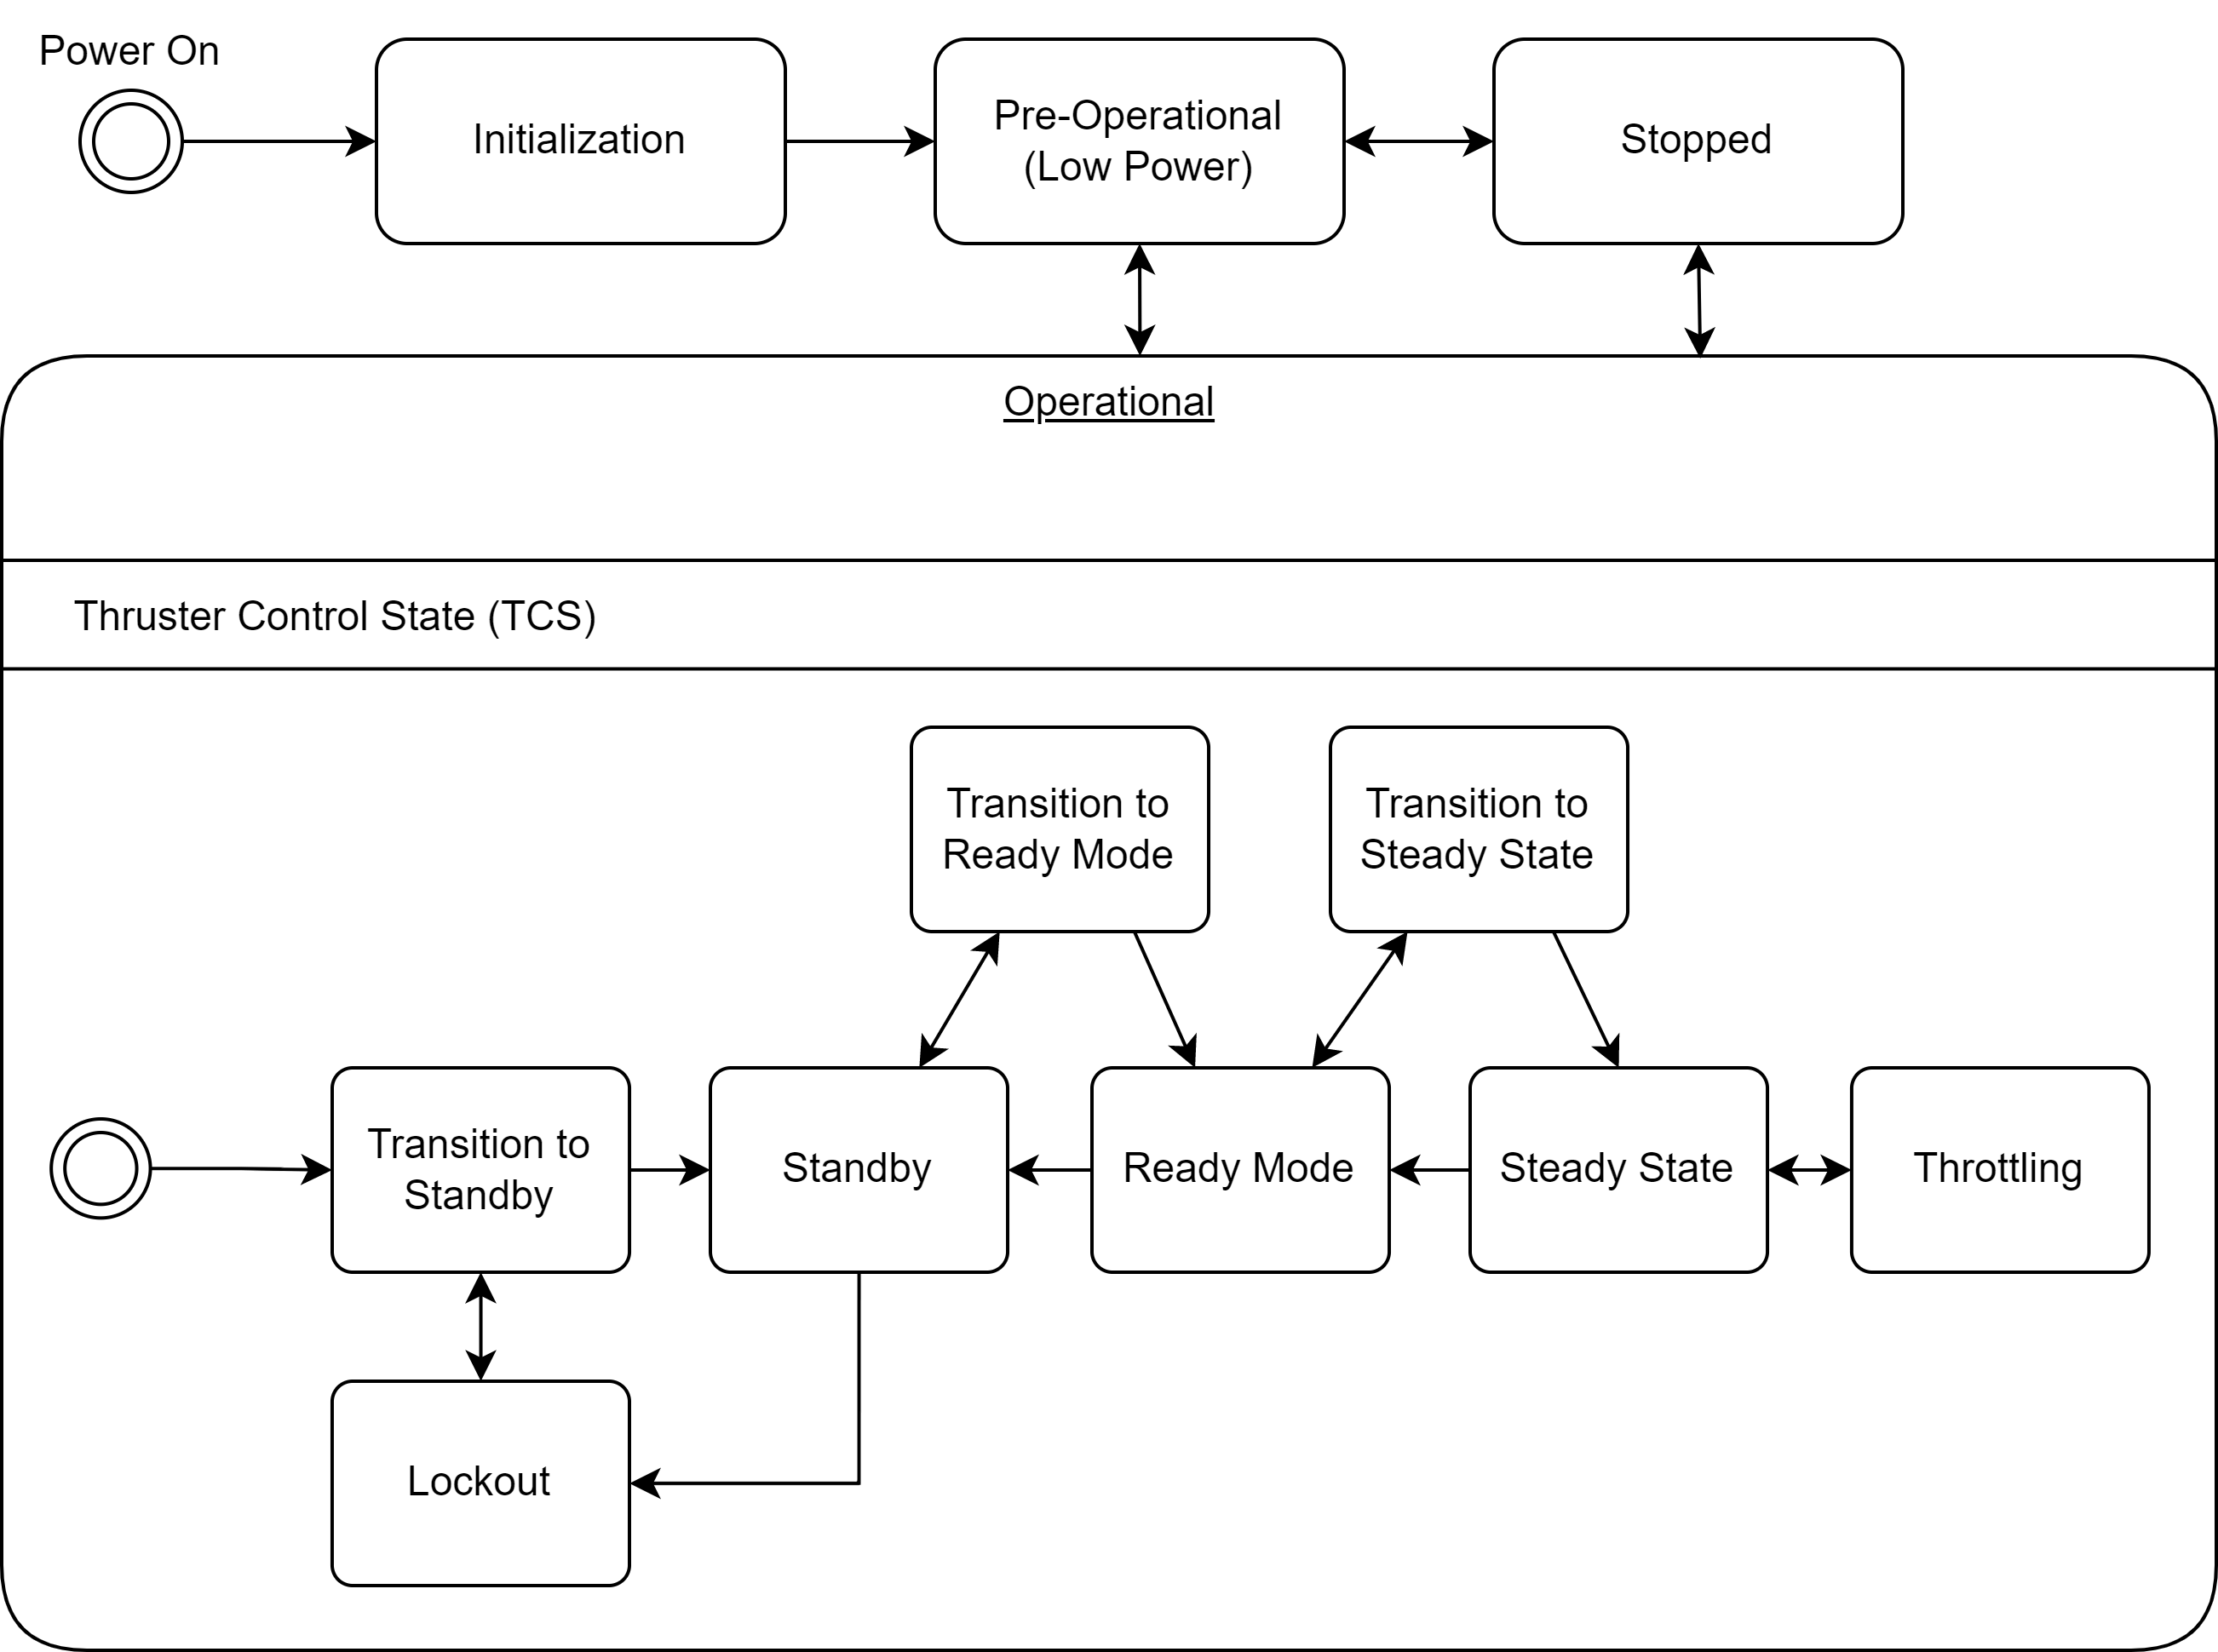 Power On
Initialization
Pre-Operational
(Low Power)
Stopped
Operational
Thruster Control State (TCS)
Transition to
Ready Mode
Transition to
Steady State
Transition to
Standby
Standby
Ready Mode
Steady State
Throttling
Lockout